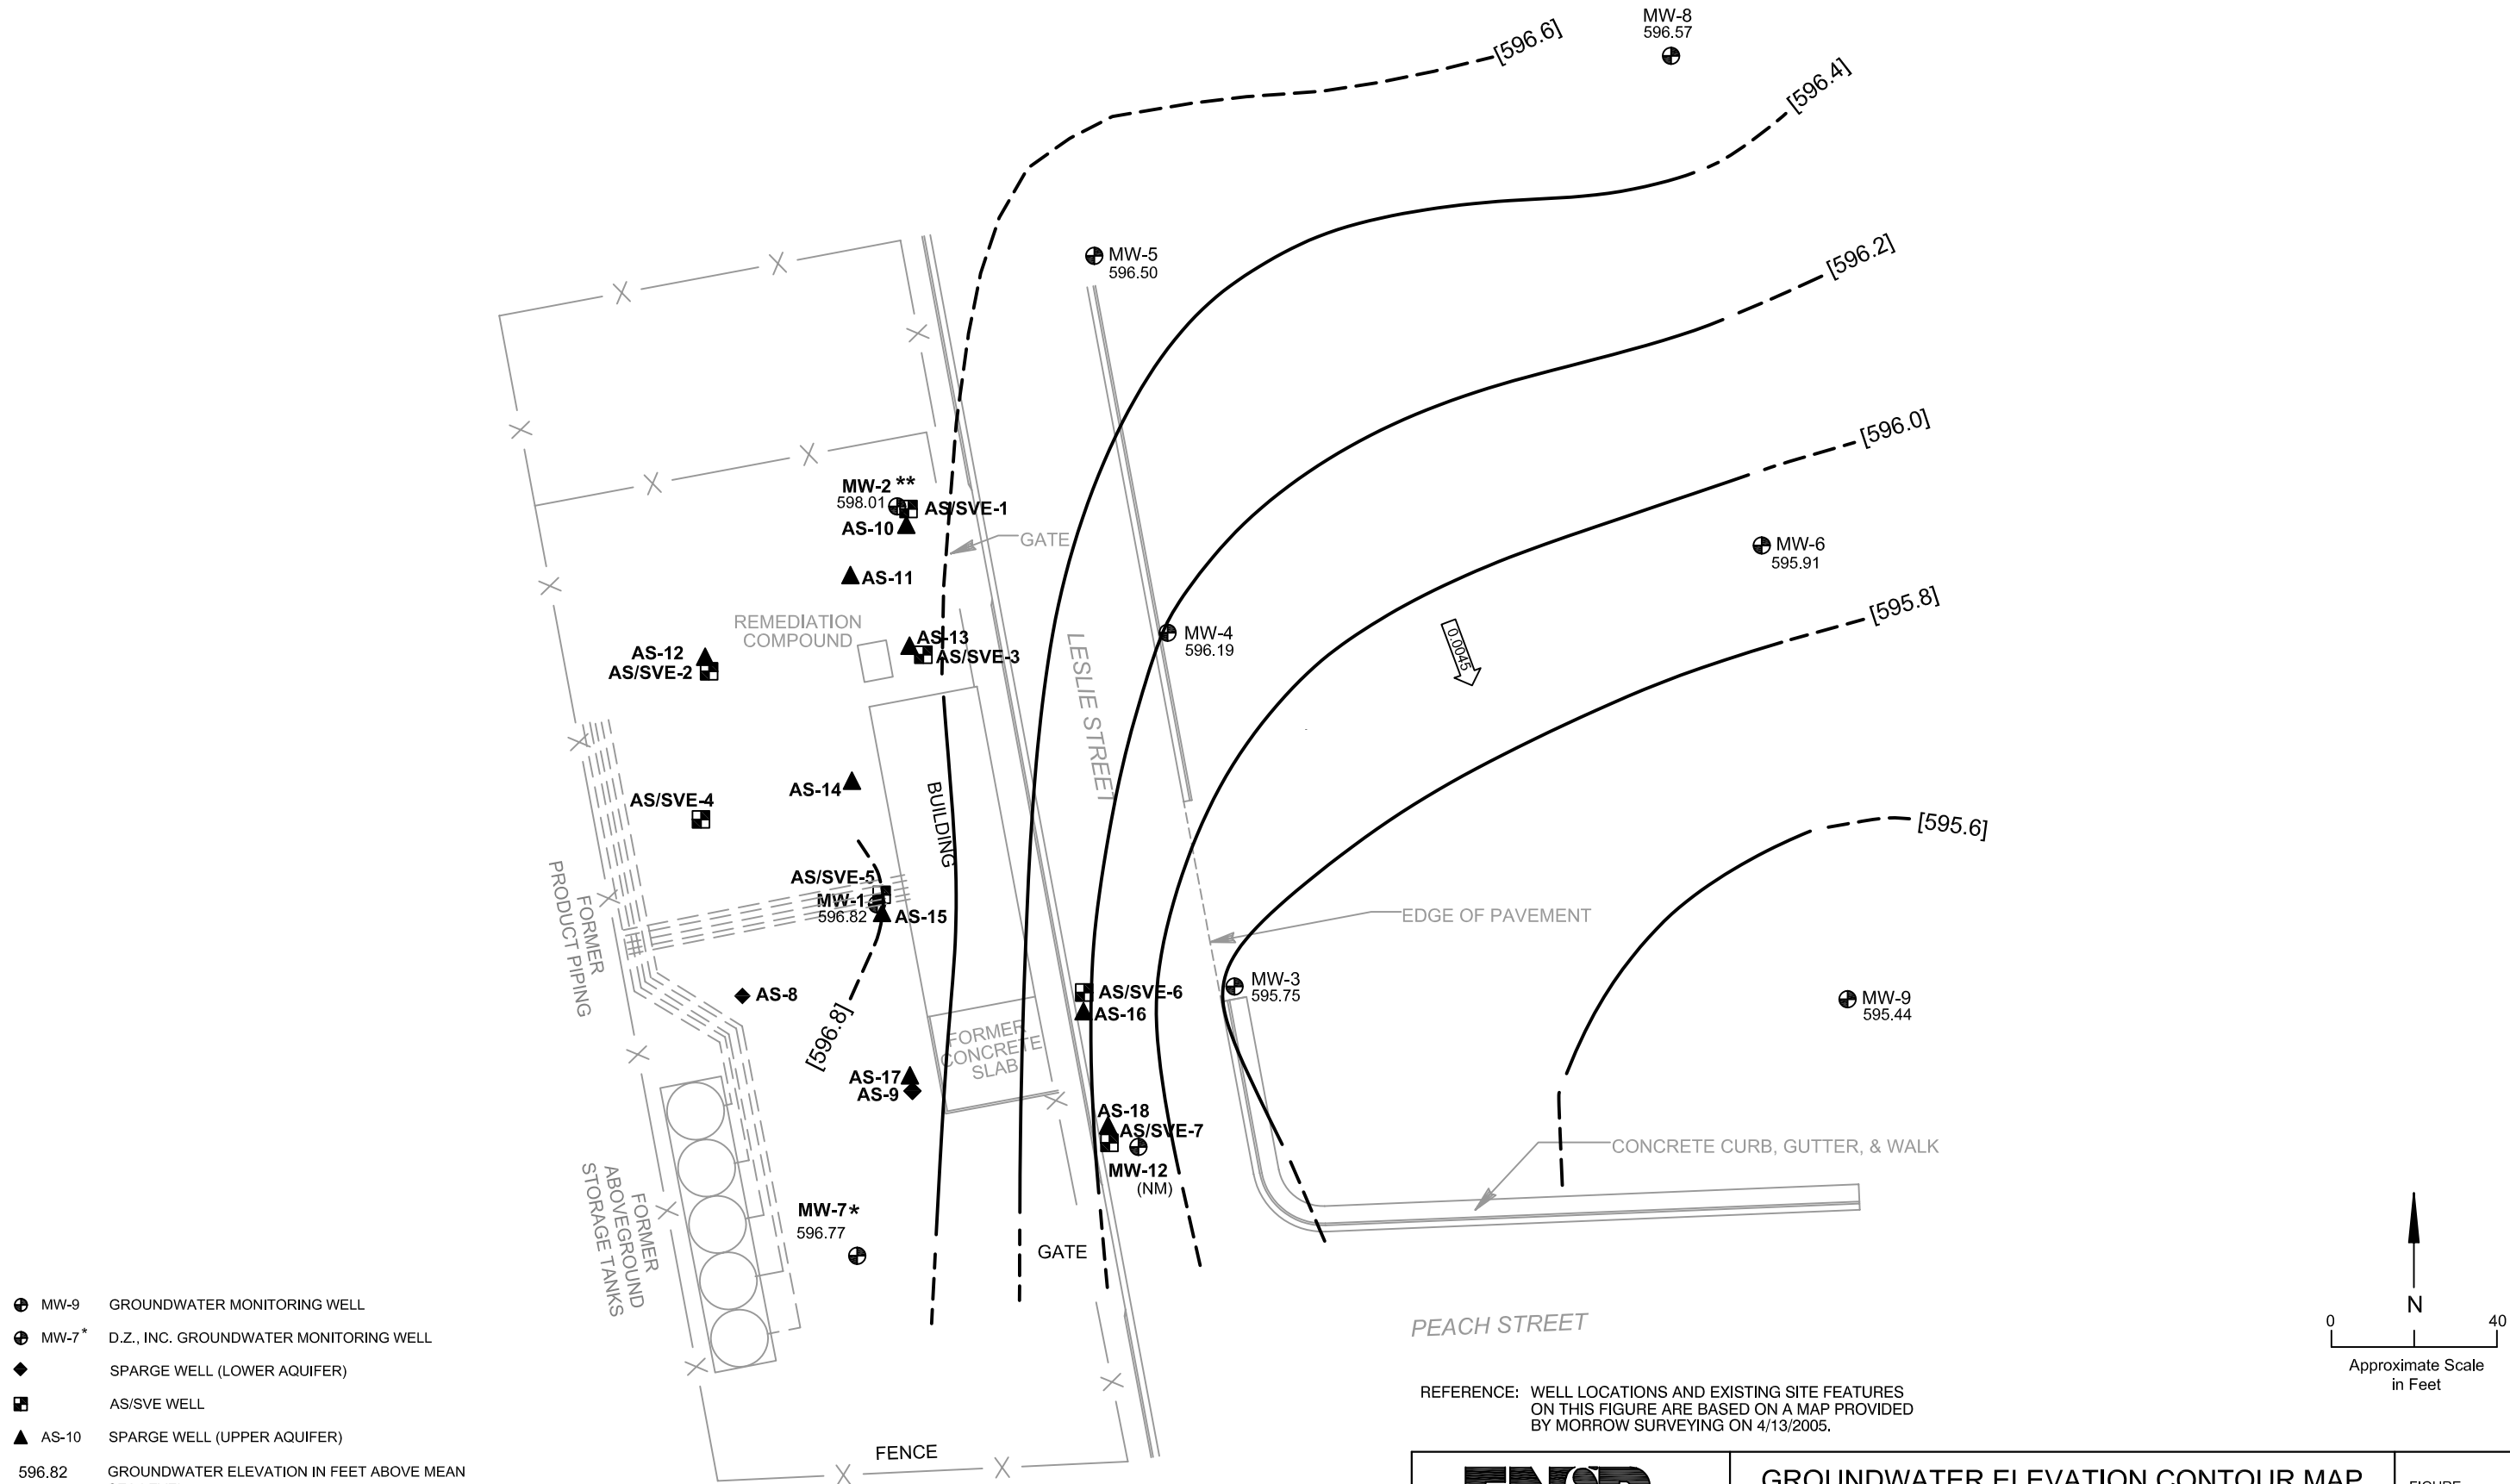 MW-8
596.57
[596.6]
[596.4]
MW-5
596.50
[596.2]
[596.0]
MW-2 **
598.01
AS/SVE-1
AS-10
GATE
AS-11
MW-6
595.91
[595.8]
REMEDIATION
COMPOUND
AS-13
AS/SVE-3
AS-12
AS/SVE-2
MW-4
596.19
0.0045
LESLIE STREET
AS-14
AS/SVE-4
BUILDING
[595.6]
AS/SVE-5
MW-1
596.82
AS-15
EDGE OF PAVEMENT
FORMER
PRODUCT PIPING
AS-8
[596.8]
AS/SVE-6
AS-16
MW-3
595.75
MW-9
595.44
FORMER
CONCRETE
SLAB
AS-17
AS-9
AS-18
AS/SVE-7
MW-12
(NM)
CONCRETE CURB, GUTTER, & WALK
FORMER
ABOVEGROUND
STORAGE TANKS
MW-7*
596.77
GATE
PEACH STREET
FENCE
N
0 40
Approximate Scale
in Feet
MW-9 GROUNDWATER MONITORING WELL
MW-7* D.Z., INC. GROUNDWATER MONITORING WELL
SPARGE WELL (LOWER AQUIFER)
AS/SVE WELL
AS-10 SPARGE WELL (UPPER AQUIFER)
596.82 GROUNDWATER ELEVATION IN FEET ABOVE MEAN
REFERENCE: WELL LOCATIONS AND EXISTING SITE FEATURES
ON THIS FIGURE ARE BASED ON A MAP PROVIDED
BY MORROW SURVEYING ON 4/13/2005.
GROUNDWATER ELEVATION CONTOUR MAP
FIGURE